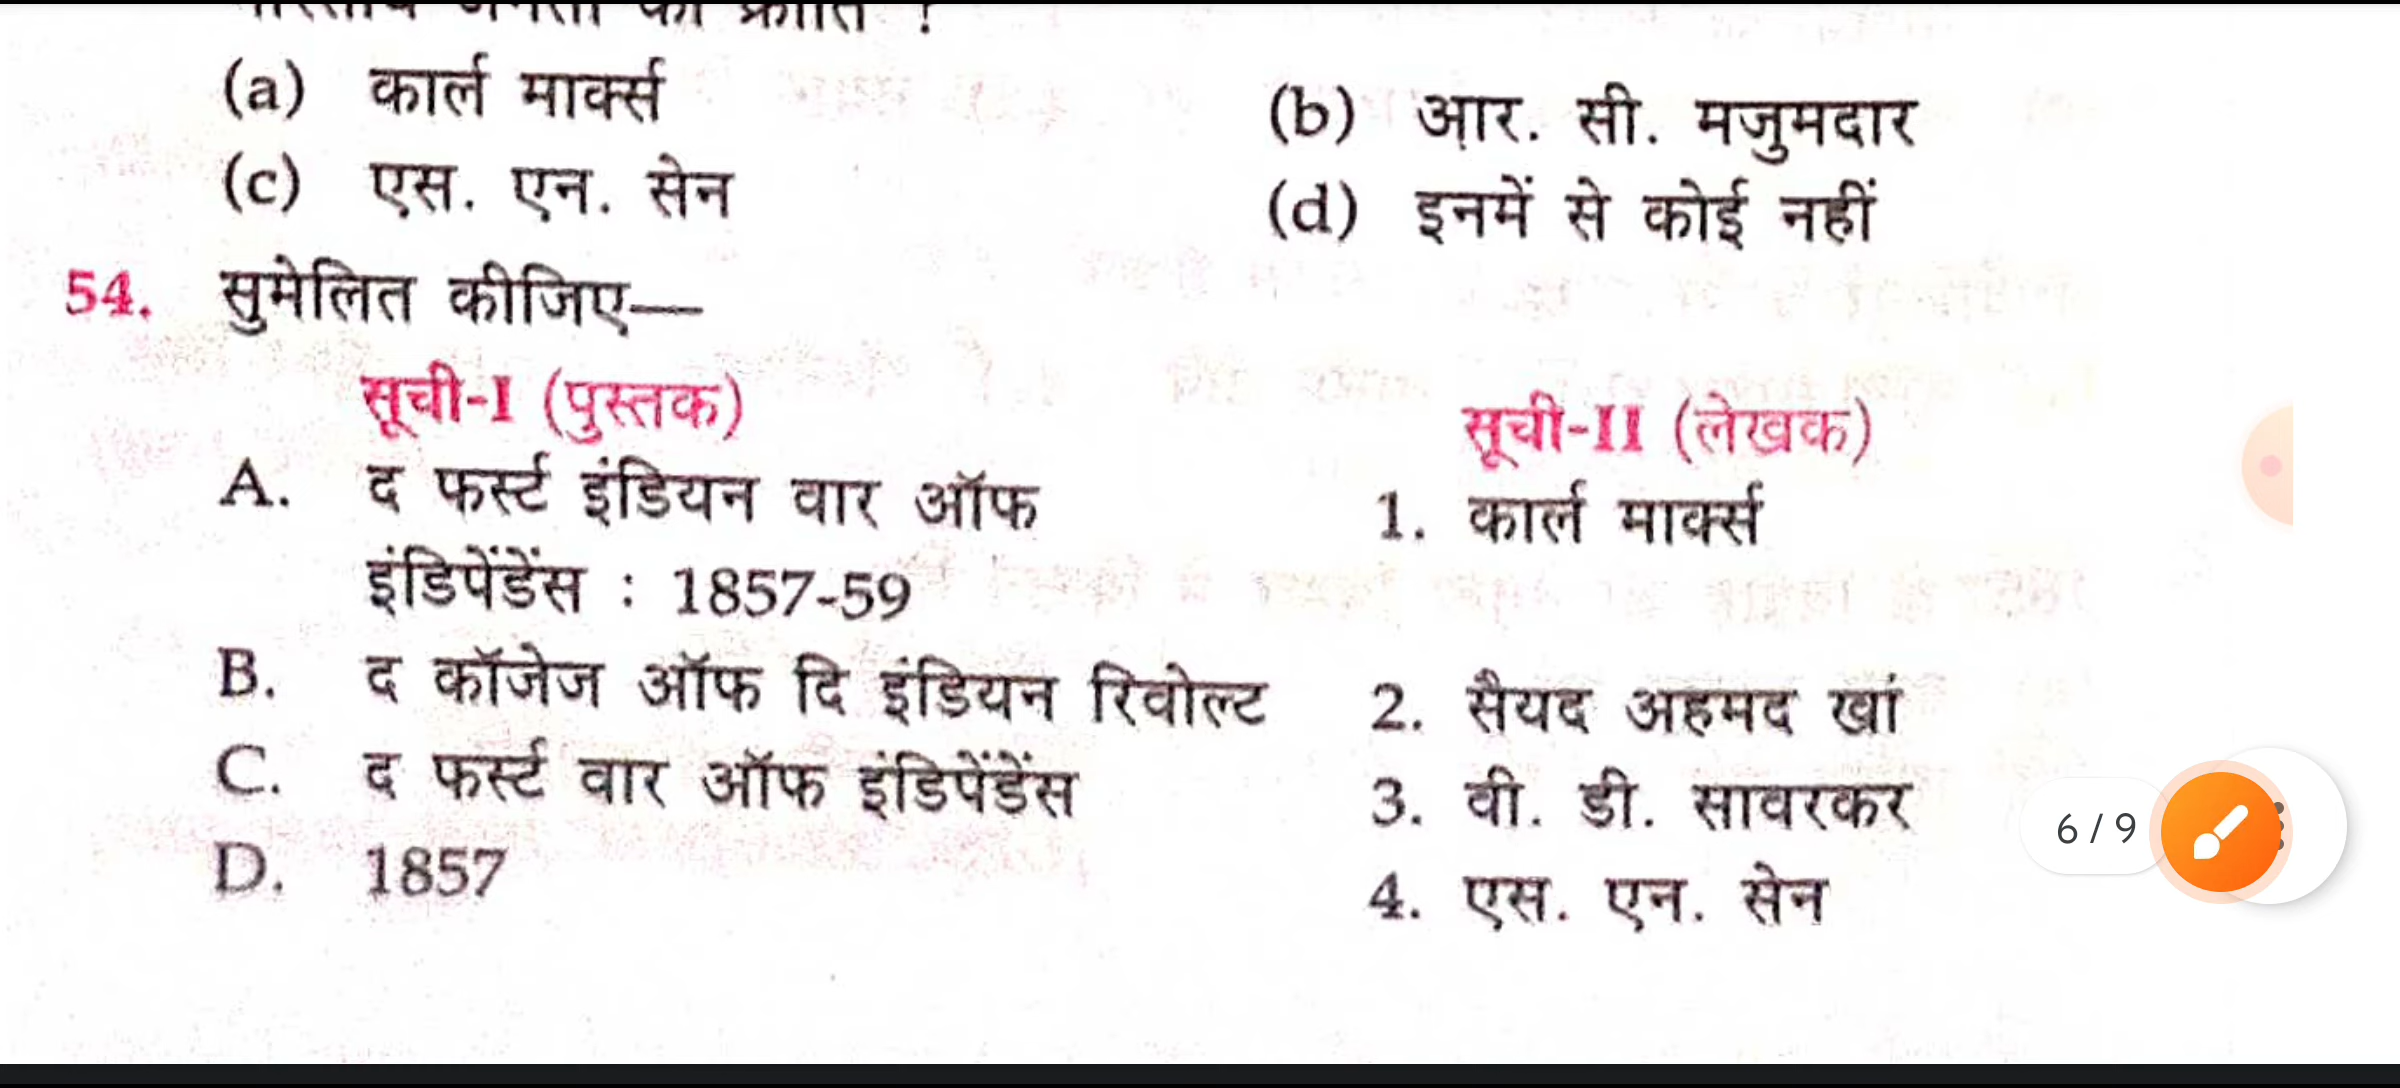 (a) कार्ल मार्क्स
(b) आर. सी. मजुमदार
(c) एस. एन. सेन
(d) इनमें से कोई नहीं
54. सुमेलित कीजिए—
सूची-I (पुस्तक)
सूची-II (लेखक)
A. द फर्स्ट इंडियन वार ऑफ
1. कार्ल मार्क्स
इंडिपेंडेंस : 1857-59
B. द कॉजेज ऑफ दि इंडियन रिवोल्ट
2. सैयद अहमद खां
C. द फर्स्ट वार ऑफ इंडिपेंडेंस
3. वी. डी. सावरकर
6 / 9
D. 1857
4. एस. एन. सेन